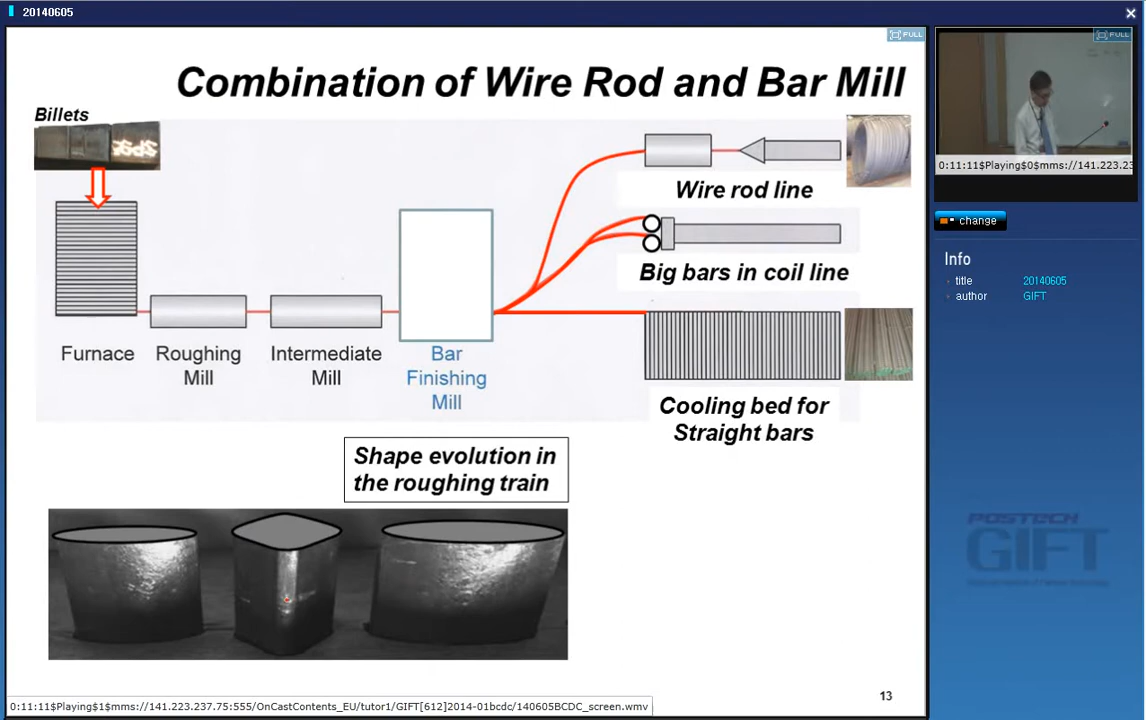 20140605
FULL
Combination of Wire Rod and Bar Mill
Billets
Wire rod line
Big bars in coil line
Furnace
Roughing
Mill
Intermediate
Mill
Bar
Finishing
Mill
Cooling bed for
Straight bars
Shape evolution in
the roughing train
13
0:11:11$Playing$1$mms://141.223.237.75:555/OnCastContents_EU/tutor1/GIFT[612]2014-01bcdc/140605BCDC_screen.wmv
FULL
0:11:11$Playing$0$mms://141.223.23
change
Info
title 20140605
author GIFT
POSTECH
GIFT